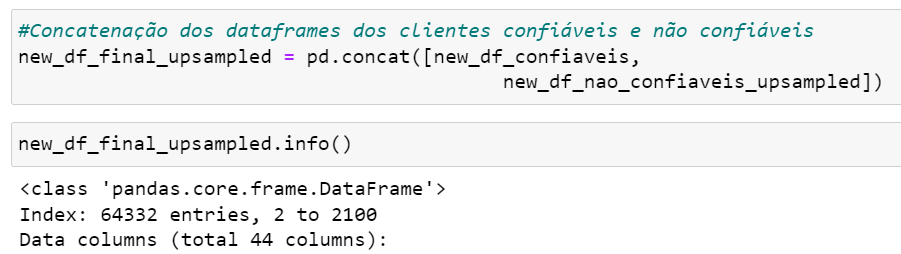 #Concatenação dos dataframes dos clientes confiáveis e não confiáveis
new_df_final_upsampled = pd.concat([new_df_confiaveis,
new_df_nao_confiaveis_upsampled])
new_df_final_upsampled.info()
<class 'pandas.core.frame.DataFrame'>
Index: 64332 entries, 2 to 2100
Data columns (total 44 columns):